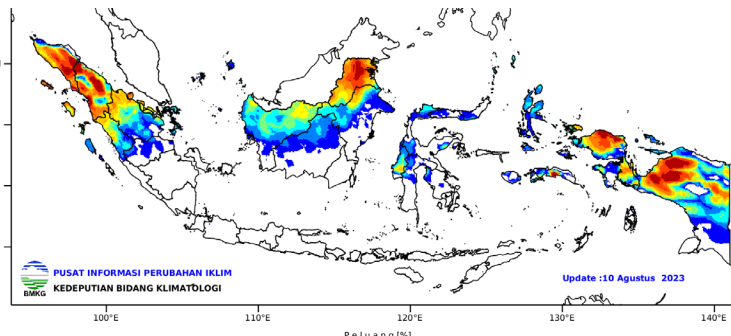 PUSAT INFORMASI PERUBAHAN IKLIM
KEDEPUTIAN BIDANG KLIMATOLOGI
BMKG
Update :10 Agustus 2023
100°E 110°E 120°E 130°E 140°E
P e l u a n g [%]